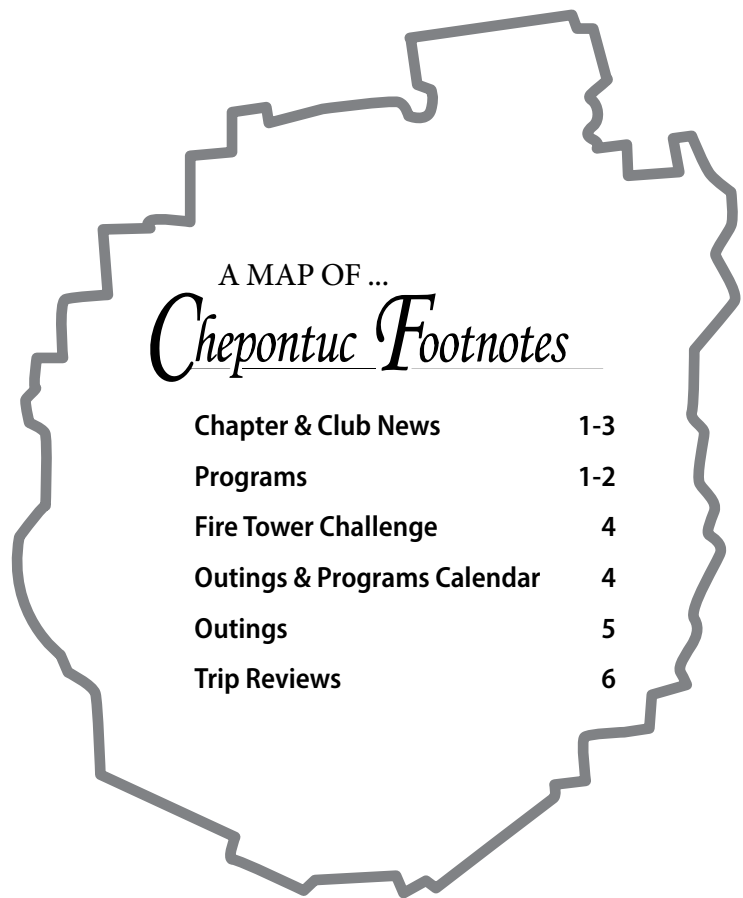 A MAP OF ...
Chepontuc Footnotes
Chapter & Club News 1-3
Programs 1-2
Fire Tower Challenge 4
Outings & Programs Calendar 4
Outings 5
Trip Reviews 6